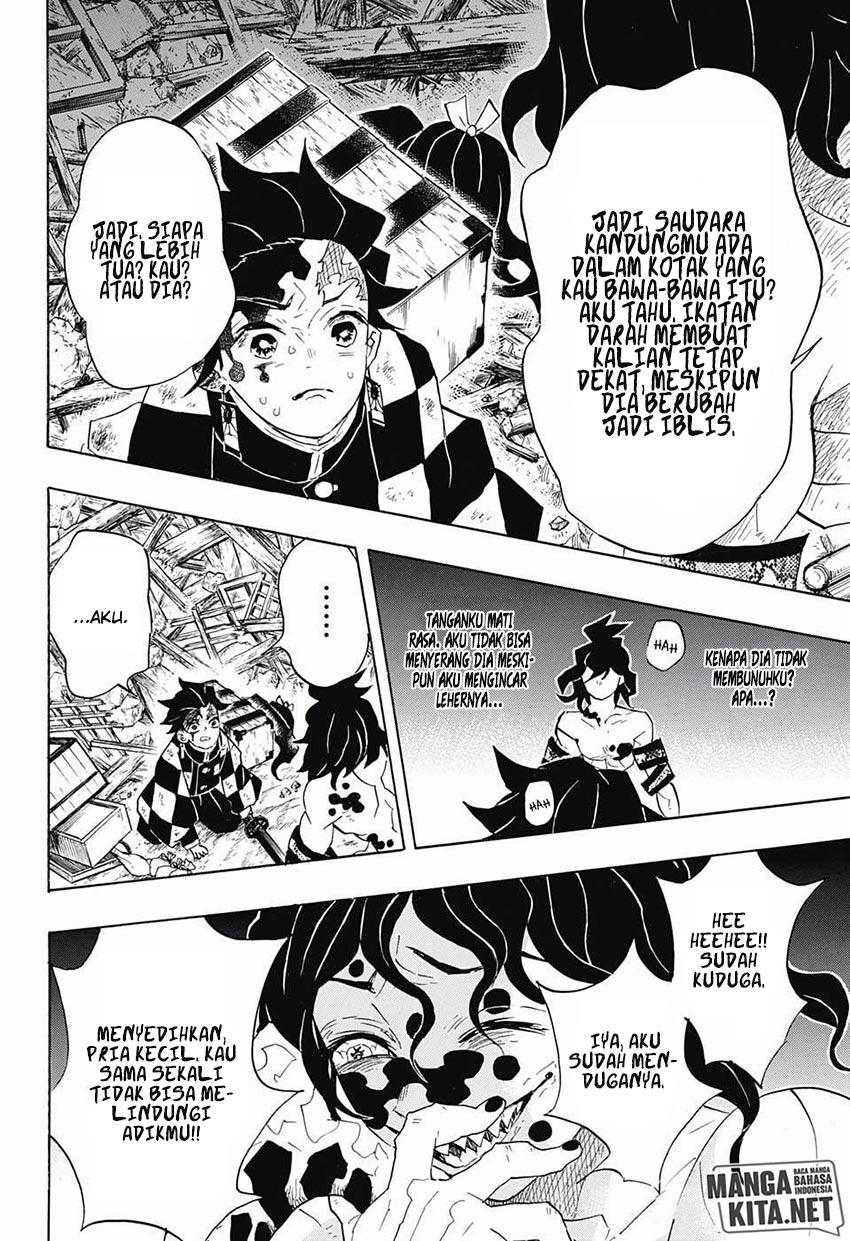 JADI, SAUDARA
KANDUNGMU ADA
DALAM KOTAK YANG
KAU BAWA-BAWA ITU?
AKU TAHU. IKATAN
DARAH MEMBUAT
KALIAN TETAP
DEKAT, MESKIPUN
DIA BERUBAH
JADI IBLIS.
JADI, SIAPA
YANG LEBIH
TUA? KAU?
ATAU DIA?
KENAPA DIA TIDAK
MEMBUNUHKU?
APA...?
HAH
HAH
TANGANKU MATI
RASA. AKU TIDAK BISA
MENYERANG DIA MESKI-
PUN AKU MENGINCAR
LEHERNYA...
......
...AKU.
HEE
HEEHEE!!
SUDAH
KUDUGA.
IYA, AKU
SUDAH MEN-
DUGANYA.
MENYEDIHKAN,
PRIA KECIL. KAU
SAMA SEKALI
TIDAK BISA ME-
LINDUNGI
ADIKMU!!
MANGA
KITA.NET
BACA MANGA
BAHASA
INDONESIA